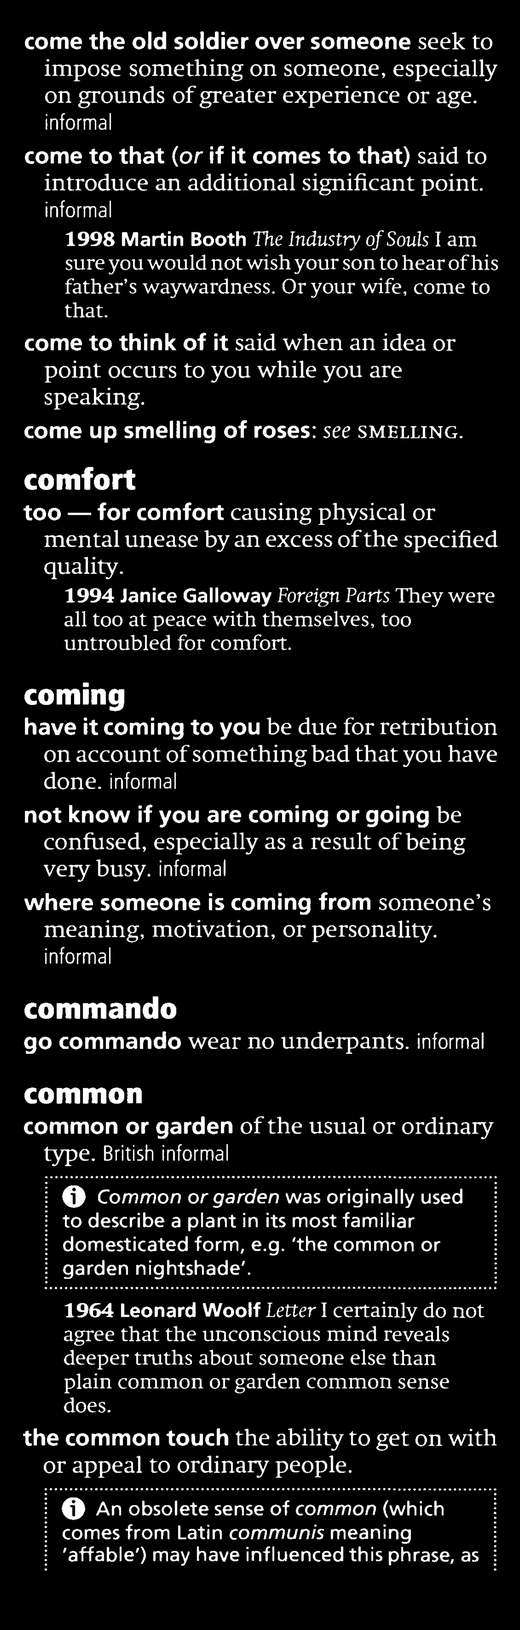 come the old soldier over someone seek to
impose something on someone, especially
on grounds of greater experience or age.
informal
come to that (or if it comes to that) said to
introduce an additional significant point.
informal
1998 Martin Booth The Industry of Souls I am
sure you would not wish your son to hear of his
father's waywardness. Or your wife, come to
that.
come to think of it said when an idea or
point occurs to you while you are
speaking.
come up smelling of roses: see SMELLING.
comfort
too — for comfort causing physical or
mental unease by an excess of the specified
quality.
1994 Janice Galloway Foreign Parts They were
all too at peace with themselves, too
untroubled for comfort.
coming
have it coming to you be due for retribution
on account of something bad that you have
done. informal
not know if you are coming or going be
confused, especially as a result of being
very busy. informal
where someone is coming from someone's
meaning, motivation, or personality.
informal
commando
go commando wear no underpants. informal
common
common or garden of the usual or ordinary
type. British informal
i Common or garden was originally used
to describe a plant in its most familiar
domesticated form, e.g. 'the common or
garden nightshade'.
1964 Leonard Woolf Letter I certainly do not
agree that the unconscious mind reveals
deeper truths about someone else than
plain common or garden common sense
does.
the common touch the ability to get on with
or appeal to ordinary people.
i An obsolete sense of common (which
comes from Latin communis meaning
'affable') may have influenced this phrase, as